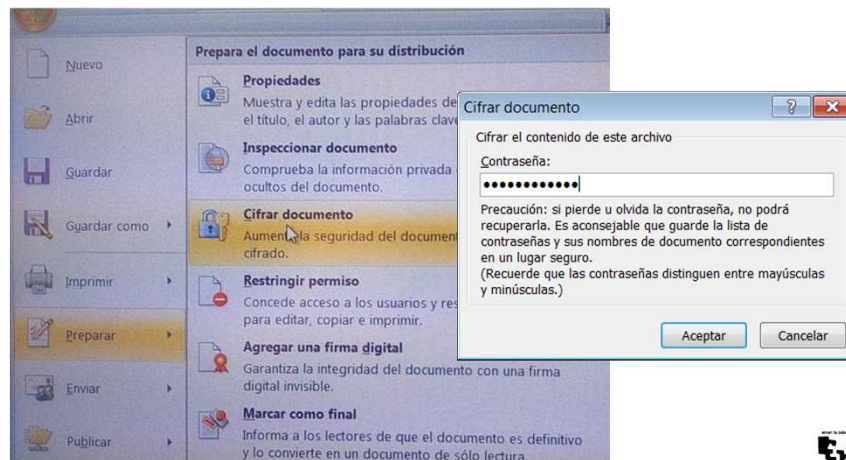 Nuevo
Abrir
Guardar
Guardar como
Imprimir
Preparar
Enviar
Publicar
Prepara el documento para su distribución
Propiedades
Muestra y edita las propiedades de
el título, el autor y las palabras clave
Inspeccionar documento
Comprueba la información privada
ocultos del documento.
Cifrar documento
Aumenta la seguridad del document
cifrado.
Restringir permiso
Concede acceso a los usuarios y res
para editar, copiar e imprimir.
Agregar una firma digital
Garantiza la integridad del documento con una firma
digital invisible.
Marcar como final
Informa a los lectores de que el documento es definitivo
y lo convierte en un documento de sólo lectura.
Cifrar documento
Cifrar el contenido de este archivo
Contraseña:
••••••••••••
Precaución: si pierde u olvida la contraseña, no podrá
recuperarla. Es aconsejable que guarde la lista de
contraseñas y sus nombres de documento correspondientes
en un lugar seguro.
(Recuerde que las contraseñas distinguen entre mayúsculas
y minúsculas.)
Aceptar
Cancelar